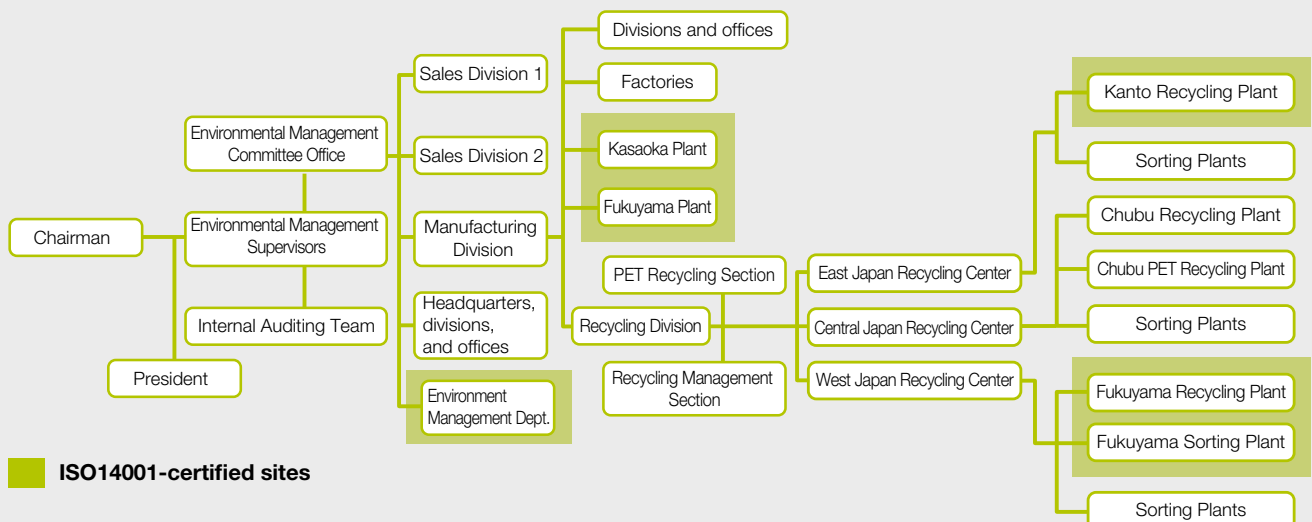 Chairman
President
Environmental Management
Committee Office
Environmental Management
Supervisors
Internal Auditing Team
Sales Division 1
Sales Division 2
Manufacturing
Division
Headquarters,
divisions,
and offices
Environment
Management Dept.
Divisions and offices
Factories
Kasaoka Plant
Fukuyama Plant
Recycling Division
PET Recycling Section
Recycling Management
Section
East Japan Recycling Center
Central Japan Recycling Center
West Japan Recycling Center
Kanto Recycling Plant
Sorting Plants
Chubu Recycling Plant
Chubu PET Recycling Plant
Sorting Plants
Fukuyama Recycling Plant
Fukuyama Sorting Plant
Sorting Plants
ISO14001-certified sites